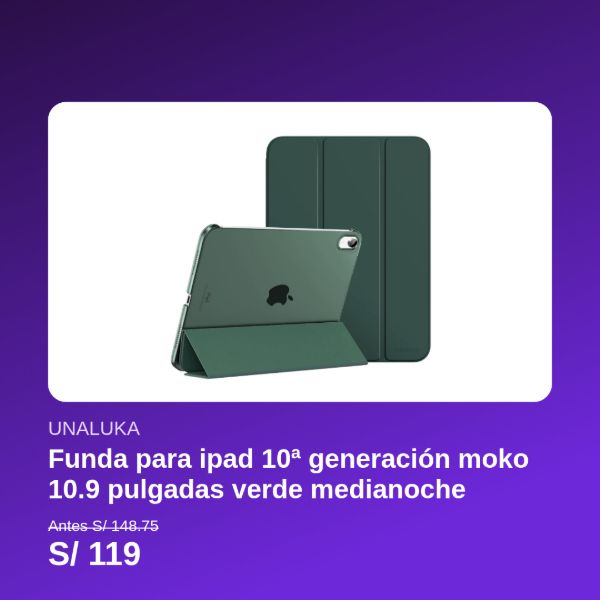 UNALUKA
Funda para ipad 10ª generación moko
10.9 pulgadas verde medianoche
Antes S/ 148.75
S/ 119